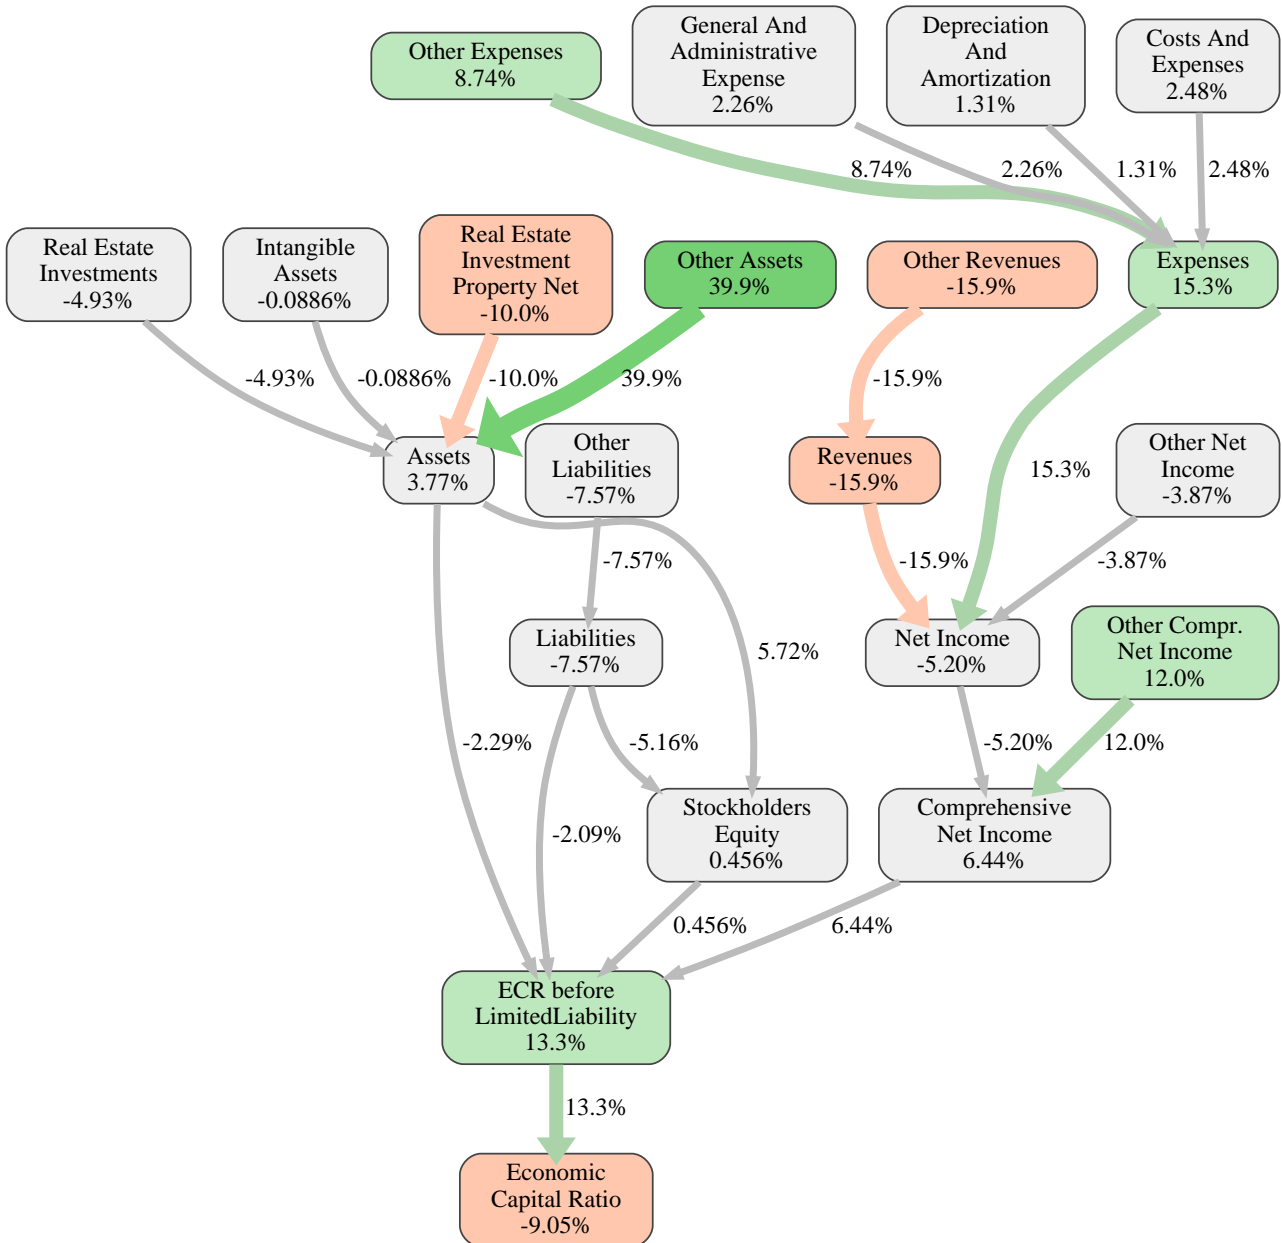 Other Expenses
8.74%
General And
Administrative
Expense
2.26%
Depreciation
And
Amortization
1.31%
Costs And
Expenses
2.48%
8.74%
2.26%
1.31%
2.48%
Real Estate
Investments
-4.93%
Intangible
Assets
-0.0886%
Real Estate
Investment
Property Net
-10.0%
Other Assets
39.9%
Other Revenues
-15.9%
Expenses
15.3%
-4.93%
-0.0886%
-10.0%
39.9%
-15.9%
Assets
3.77%
Other
Liabilities
-7.57%
Revenues
-15.9%
15.3%
Other Net
Income
-3.87%
-7.57%
-15.9%
-3.87%
Liabilities
-7.57%
5.72%
Net Income
-5.20%
Other Compr.
Net Income
12.0%
-2.29%
-5.16%
-5.20%
12.0%
-2.09%
Stockholders
Equity
0.456%
Comprehensive
Net Income
6.44%
0.456%
6.44%
ECR before
LimitedLiability
13.3%
13.3%
Economic
Capital Ratio
-9.05%